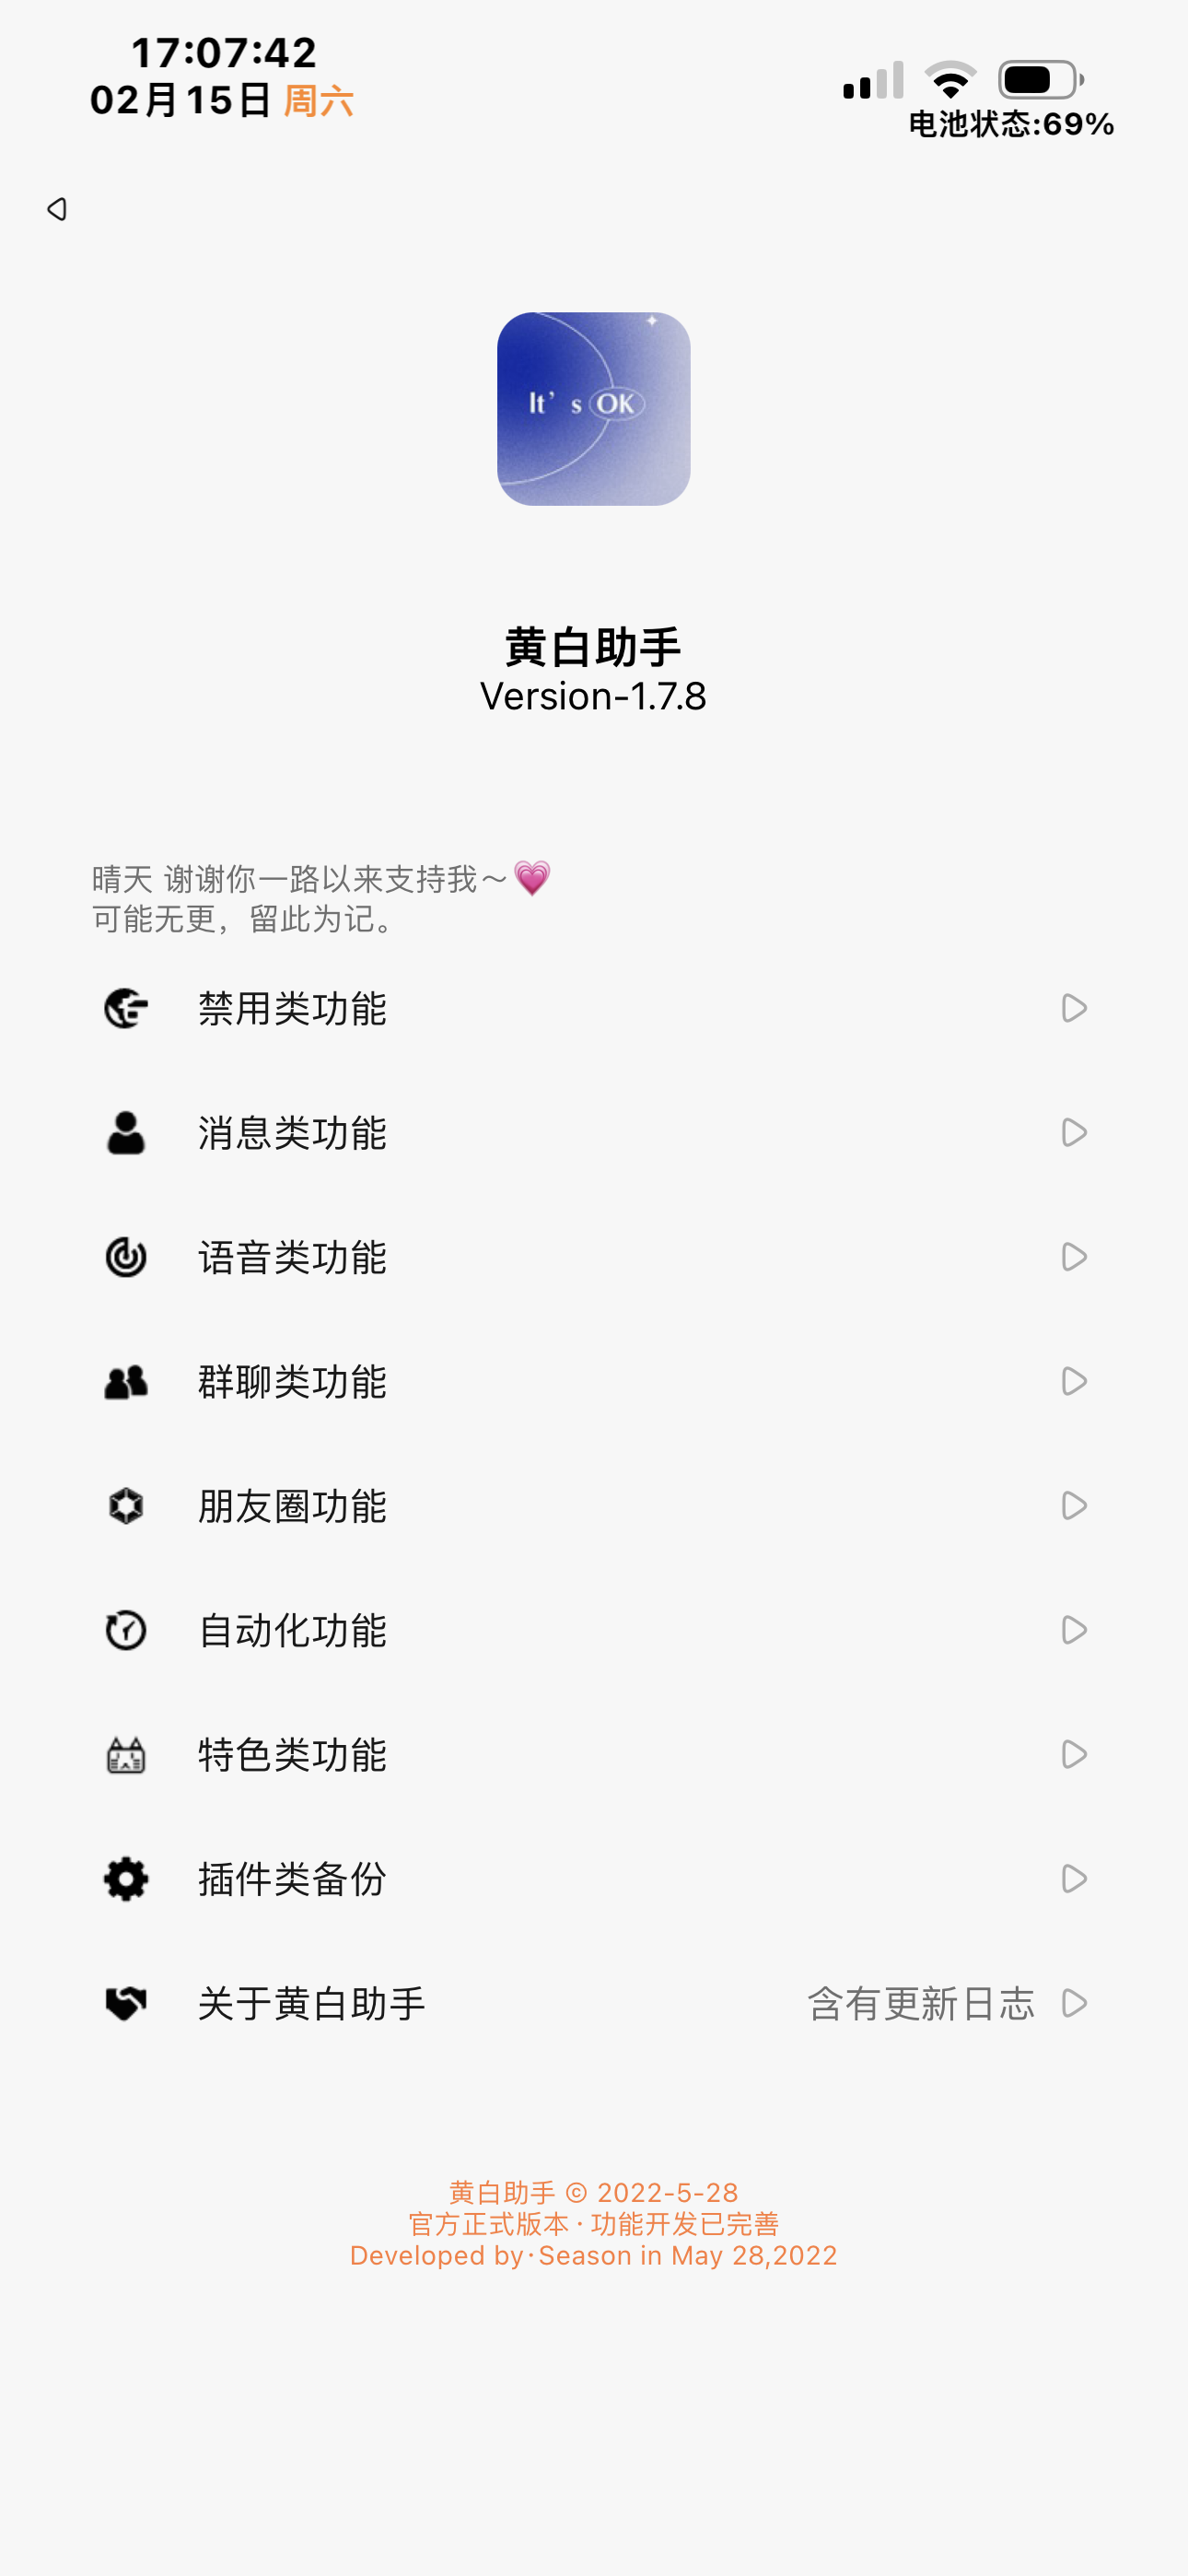 17:07:42
02月15日 周六
电池状态:69%
It's OK
黄白助手
Version-1.7.8
晴天 谢谢你一路以来支持我～💗
可能无更，留此为记。
禁用类功能
消息类功能
语音类功能
群聊类功能
朋友圈功能
自动化功能
特色类功能
插件类备份
关于黄白助手 含有更新日志
黄白助手 © 2022-5-28
官方正式版本 · 功能开发已完善
Developed by·Season in May 28,2022